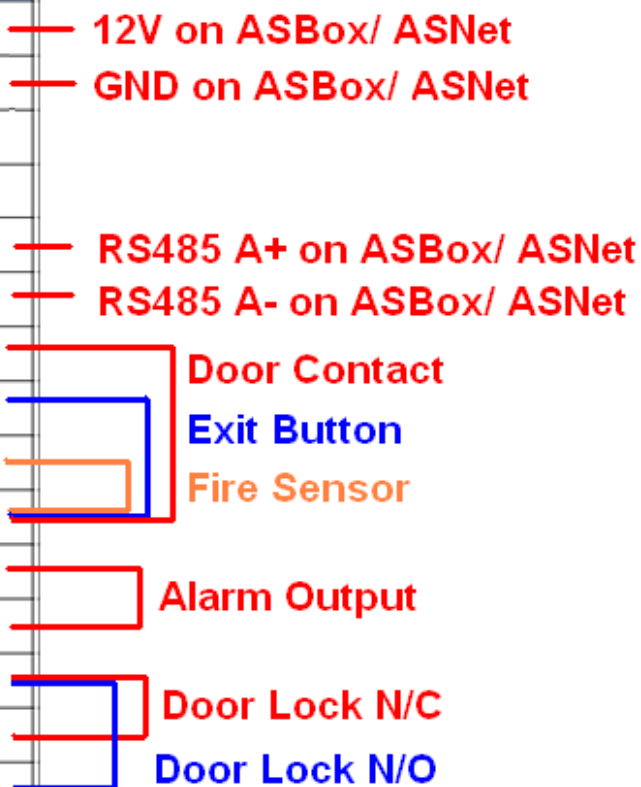 12V on ASBox/ ASNet
GND on ASBox/ ASNet
RS485 A+ on ASBox/ ASNet
RS485 A- on ASBox/ ASNet
Door Contact
Exit Button
Fire Sensor
Alarm Output
Door Lock N/C
Door Lock N/O